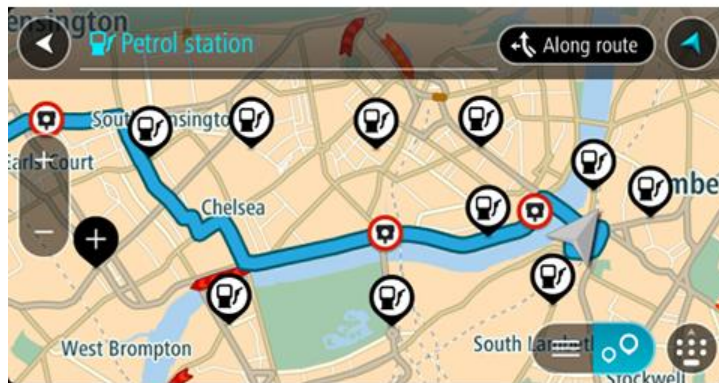 ensington
Petrol station
Along route
South Kensington
Earls Court
Chelsea
mbe
West Brompton
South Lambeth
Stockwell